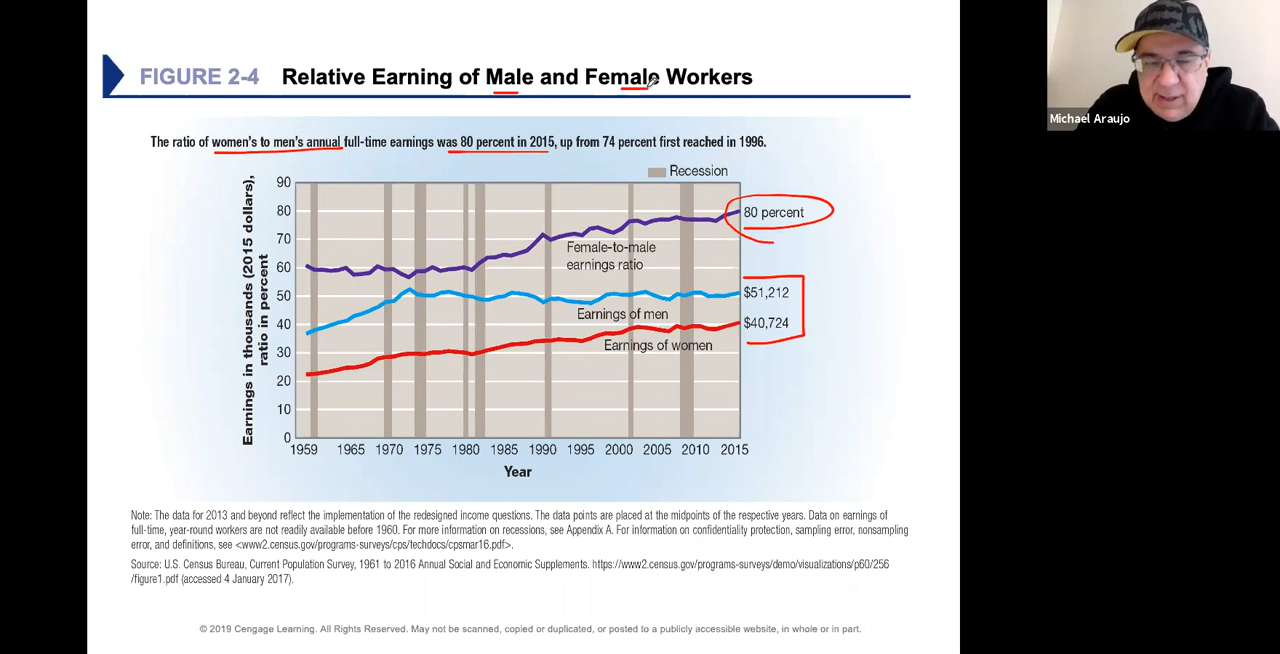 FIGURE 2-4 Relative Earning of Male and Female Workers
Michael Araujo
The ratio of women's to men's annual full-time earnings was 80 percent in 2015, up from 74 percent first reached in 1996.
Recession
Earnings in thousands (2015 dollars),
ratio in percent
90
80
70
60
50
40
30
20
10
0
80 percent
Female-to-male
earnings ratio
$51,212
Earnings of men
$40,724
Earnings of women
1959 1965 1970 1975 1980 1985 1990 1995 2000 2005 2010 2015
Year
Note: The data for 2013 and beyond reflect the implementation of the redesigned income questions. The data points are placed at the midpoints of the respective years. Data on earnings of
full-time, year-round workers are not readily available before 1960. For more information on recessions, see Appendix A. For information on confidentiality protection, sampling error, nonsampling
error, and definitions, see <www2.census.gov/programs-surveys/cps/techdocs/cpsmar16.pdf>.
Source: U.S. Census Bureau, Current Population Survey, 1961 to 2016 Annual Social and Economic Supplements. https://www2.census.gov/programs-surveys/demo/visualizations/p60/256
/figure1.pdf (accessed 4 January 2017).
© 2019 Cengage Learning. All Rights Reserved. May not be scanned, copied or duplicated, or posted to a publicly accessible website, in whole or in part.